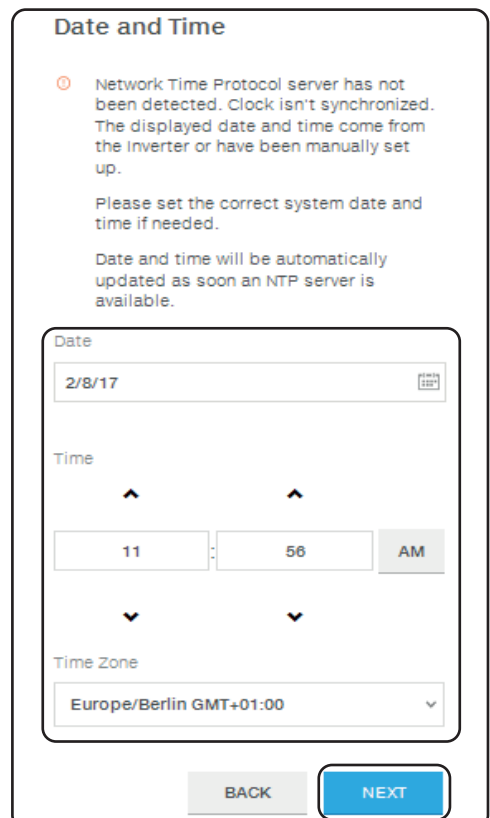 Date and Time
Network Time Protocol server has not
been detected. Clock isn't synchronized.
The displayed date and time come from
the Inverter or have been manually set
up.
Please set the correct system date and
time if needed.
Date and time will be automatically
updated as soon an NTP server is
available.
Date
2/8/17
Time
11 : 56 AM
Time Zone
Europe/Berlin GMT+01:00
BACK NEXT